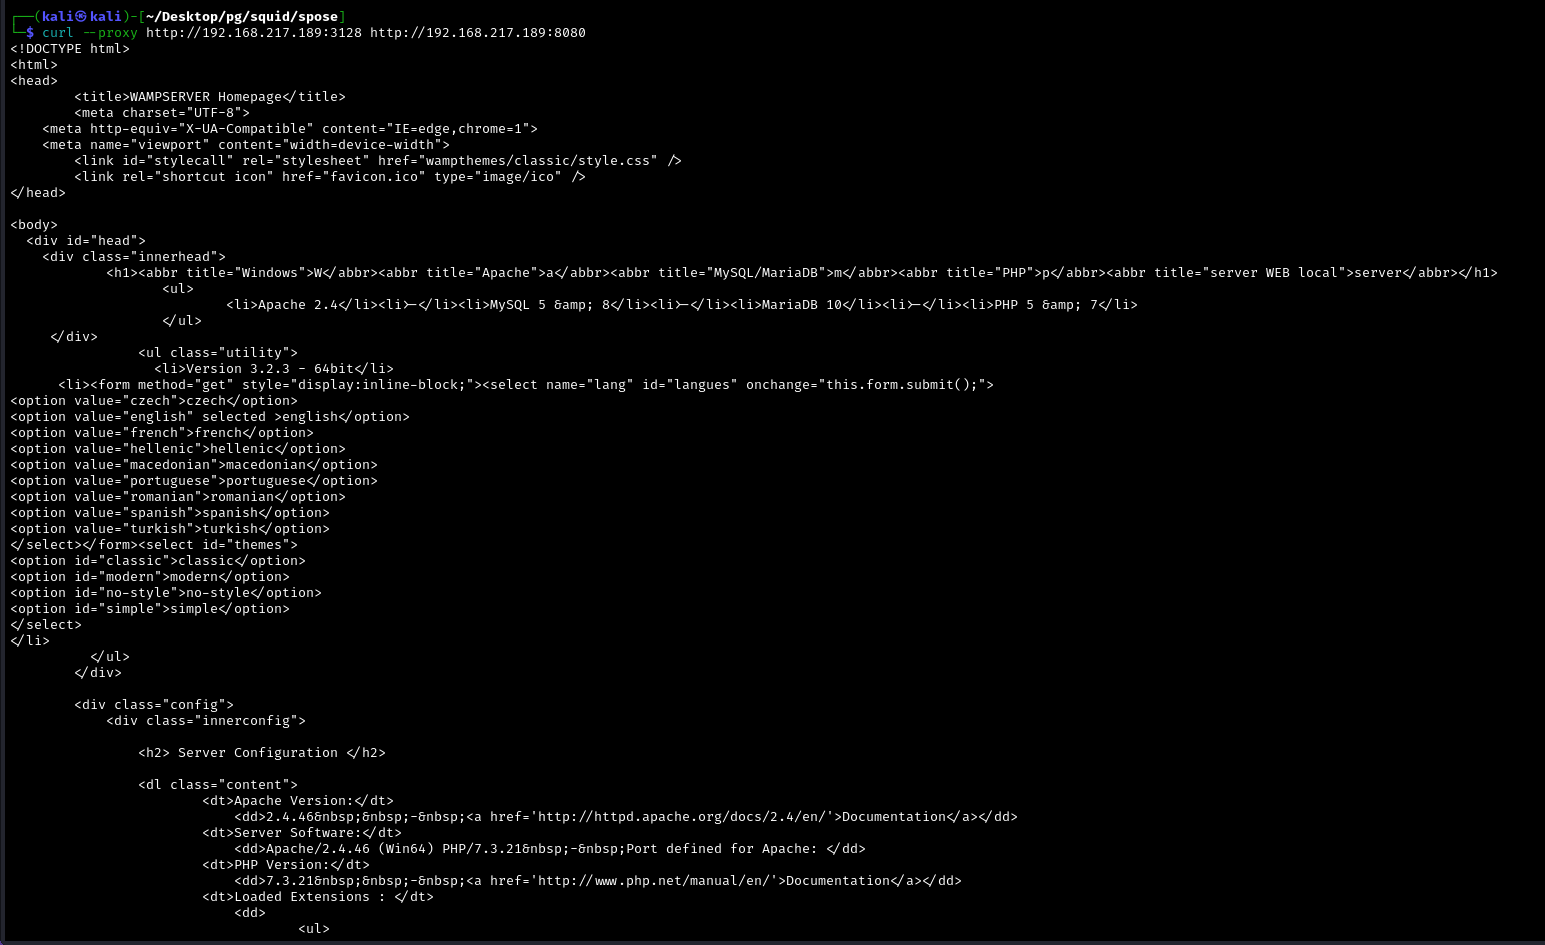 ┌──(kali㉿kali)-[~/Desktop/pg/squid/spose]
└─$ curl --proxy http://192.168.217.189:3128 http://192.168.217.189:8080
<!DOCTYPE html>
<html>
<head>
<title>WAMPSERVER Homepage</title>
<meta charset="UTF-8">
<meta http-equiv="X-UA-Compatible" content="IE=edge,chrome=1">
<meta name="viewport" content="width=device-width">
<link id="stylecall" rel="stylesheet" href="wampthemes/classic/style.css" />
<link rel="shortcut icon" href="favicon.ico" type="image/ico" />
</head>
<body>
<div id="head">
<div class="innerhead">
<h1><abbr title="Windows">W</abbr><abbr title="Apache">a</abbr><abbr title="MySQL/MariaDB">m</abbr><abbr title="PHP">p</abbr><abbr title="server WEB local">server</abbr></h1>
<ul>
<li>Apache 2.4</li><li>-</li><li>MySQL 5 &amp; 8</li><li>-</li><li>MariaDB 10</li><li>-</li><li>PHP 5 &amp; 7</li>
</ul>
</div>
<ul class="utility">
<li>Version 3.2.3 - 64bit</li>
<li><form method="get" style="display:inline-block;"><select name="lang" id="langues" onchange="this.form.submit();">
<option value="czech">czech</option>
<option value="english" selected >english</option>
<option value="french">french</option>
<option value="hellenic">hellenic</option>
<option value="macedonian">macedonian</option>
<option value="portuguese">portuguese</option>
<option value="romanian">romanian</option>
<option value="spanish">spanish</option>
<option value="turkish">turkish</option>
</select></form><select id="themes">
<option id="classic">classic</option>
<option id="modern">modern</option>
<option id="no-style">no-style</option>
<option id="simple">simple</option>
</select>
</li>
</ul>
</div>
<div class="config">
<div class="innerconfig">
<h2> Server Configuration </h2>
<dl class="content">
<dt>Apache Version:</dt>
<dd>2.4.46&nbsp;&nbsp;-&nbsp;<a href='http://httpd.apache.org/docs/2.4/en/'>Documentation</a></dd>
<dt>Server Software:</dt>
<dd>Apache/2.4.46 (Win64) PHP/7.3.21&nbsp;-&nbsp;Port defined for Apache: </dd>
<dt>PHP Version:</dt>
<dd>7.3.21&nbsp;&nbsp;-&nbsp;<a href='http://www.php.net/manual/en/'>Documentation</a></dd>
<dt>Loaded Extensions : </dt>
<dd>
<ul>